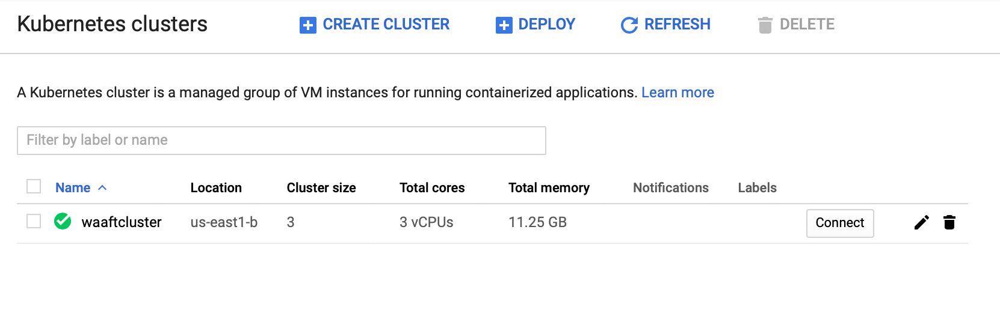 Kubernetes clusters CREATE CLUSTER DEPLOY REFRESH DELETE
A Kubernetes cluster is a managed group of VM instances for running containerized applications. Learn more
Filter by label or name
Name Location Cluster size Total cores Total memory Notifications Labels
waaftcluster us-east1-b 3 3 vCPUs 11.25 GB Connect